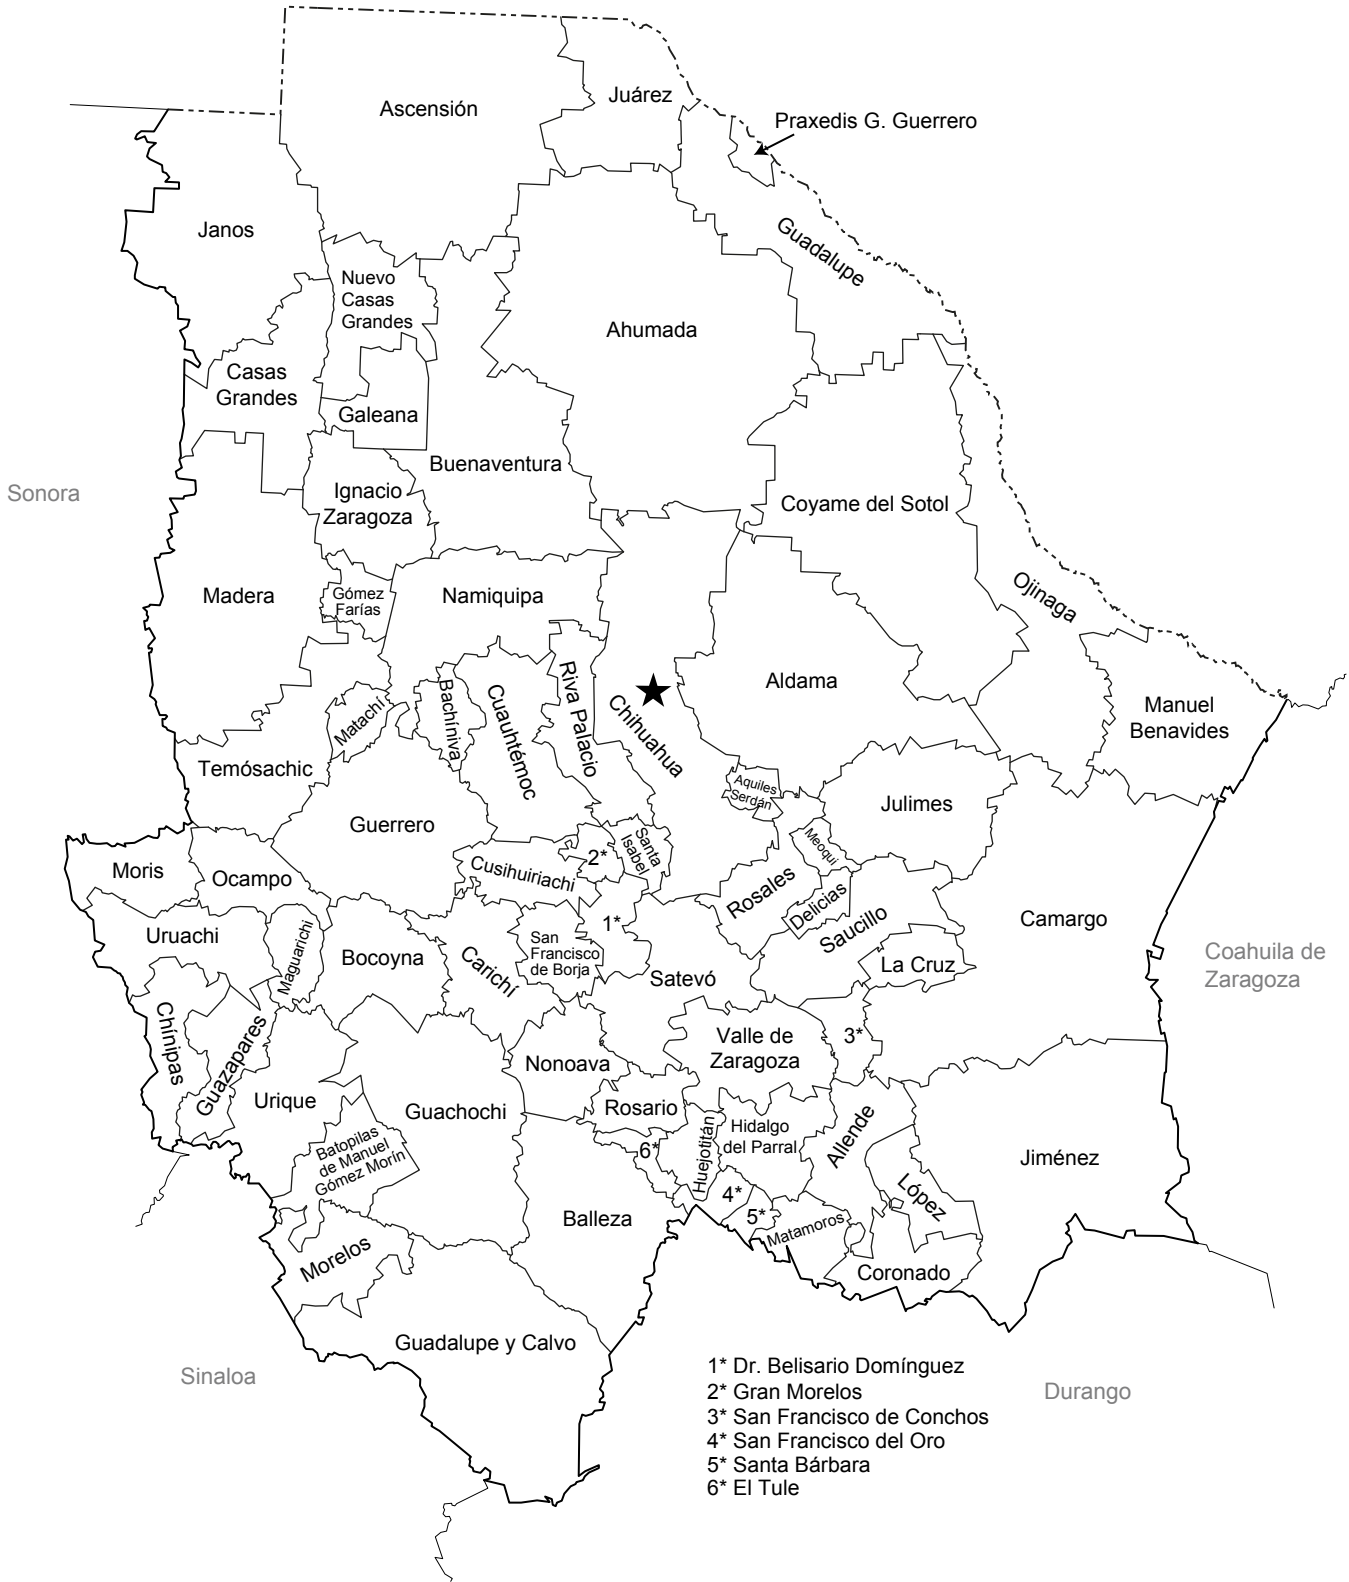 Ascensión
Juárez
Praxedis G. Guerrero
Janos
Guadalupe
Nuevo
Casas
Grandes
Ahumada
Casas
Grandes
Galeana
Buenaventura
Sonora
Ignacio
Zaragoza
Coyame del Sotol
Madera
Gómez
Farías
Namiquipa
Ojinaga
Riva Palacio
Aldama
Bachíniva
Cuauhtémoc
Chihuahua
Manuel
Benavides
Matachí
Temósachic
Aquiles
Serdán
Julimes
Guerrero
Santa
Isabel
Meoqui
2*
Moris
Ocampo
Cusihuiriachi
Rosales
Delicias
Saucillo
Camargo
1*
Uruachi
Maguarichi
Bocoyna
Carichí
San
Francisco
de Borja
Satevó
La Cruz
Coahuila de
Zaragoza
Chínipas
Guazapares
Valle de
Zaragoza
3*
Nonoava
Urique
Guachochi
Rosario
Hidalgo
del Parral
Allende
Batopilas
de Manuel
Gómez Morín
6*
Huejotitán
Jiménez
4*
López
5*
Balleza
Matamoros
Morelos
Coronado
Guadalupe y Calvo
Sinaloa
Durango
1* Dr. Belisario Domínguez
2* Gran Morelos
3* San Francisco de Conchos
4* San Francisco del Oro
5* Santa Bárbara
6* El Tule